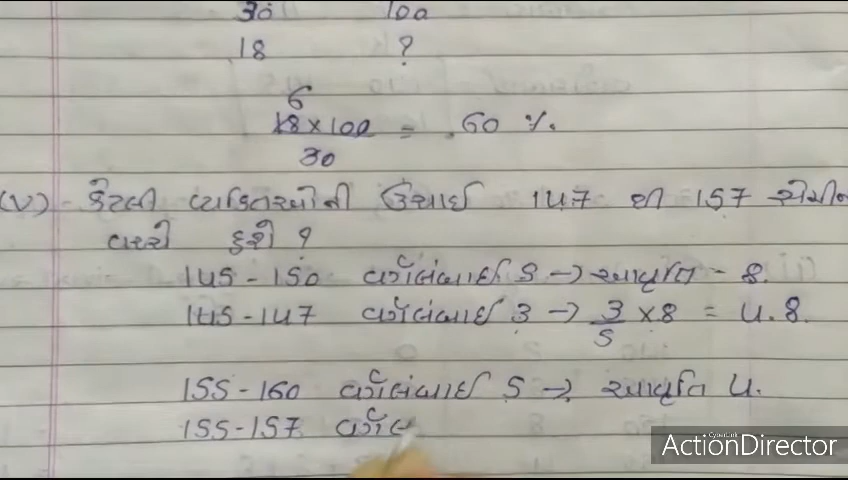 30 100
18 ?
6
18 x 100 = 60 %.
30
(V) કેટલી વ્યકિતઓની ઉંચાઈ 147 થી 157 સેમીન
વચ્ચે હશે ?
145 - 150 વર્ગલંબાઈ 5 → આવૃતિ - 8.
145 - 147 વર્ગલંબાઈ 3 → 3/5 x 8 = 4.8.
155 - 160 વર્ગલંબાઈ 5 → આવૃતિ 4.
155 - 157 વર્ગલ
CyberLink
ActionDirector